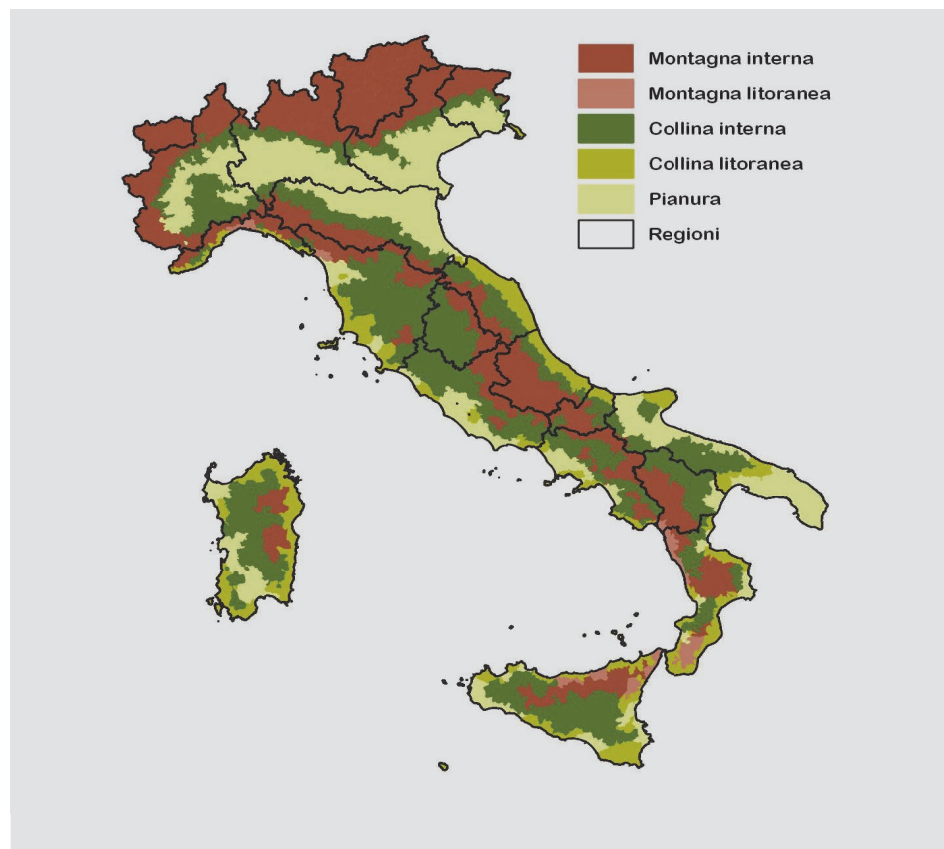 Montagna interna
Montagna litoranea
Collina interna
Collina litoranea
Pianura
Regioni